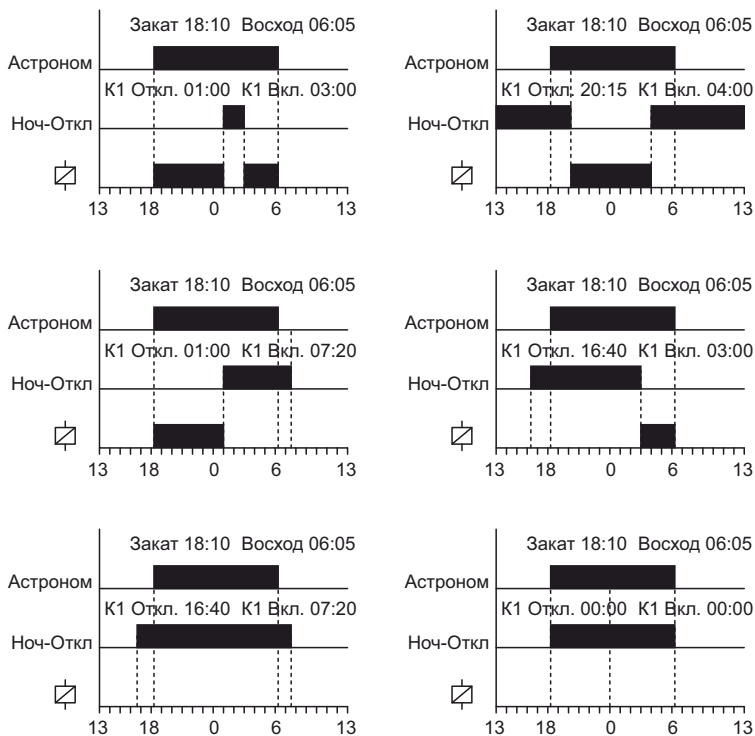 Закат 18:10 Восход 06:05
Астроном
К1 Откл. 01:00 К1 Вкл. 03:00
Ноч-Откл
13 18 0 6 13
Закат 18:10 Восход 06:05
Астроном
К1 Откл. 20:15 К1 Вкл. 04:00
Ноч-Откл
13 18 0 6 13
Закат 18:10 Восход 06:05
Астроном
К1 Откл. 01:00 К1 Вкл. 07:20
Ноч-Откл
13 18 0 6 13
Закат 18:10 Восход 06:05
Астроном
К1 Откл. 16:40 К1 Вкл. 03:00
Ноч-Откл
13 18 0 6 13
Закат 18:10 Восход 06:05
Астроном
К1 Откл. 16:40 К1 Вкл. 07:20
Ноч-Откл
13 18 0 6 13
Закат 18:10 Восход 06:05
Астроном
К1 Откл. 00:00 К1 Вкл. 00:00
Ноч-Откл
13 18 0 6 13